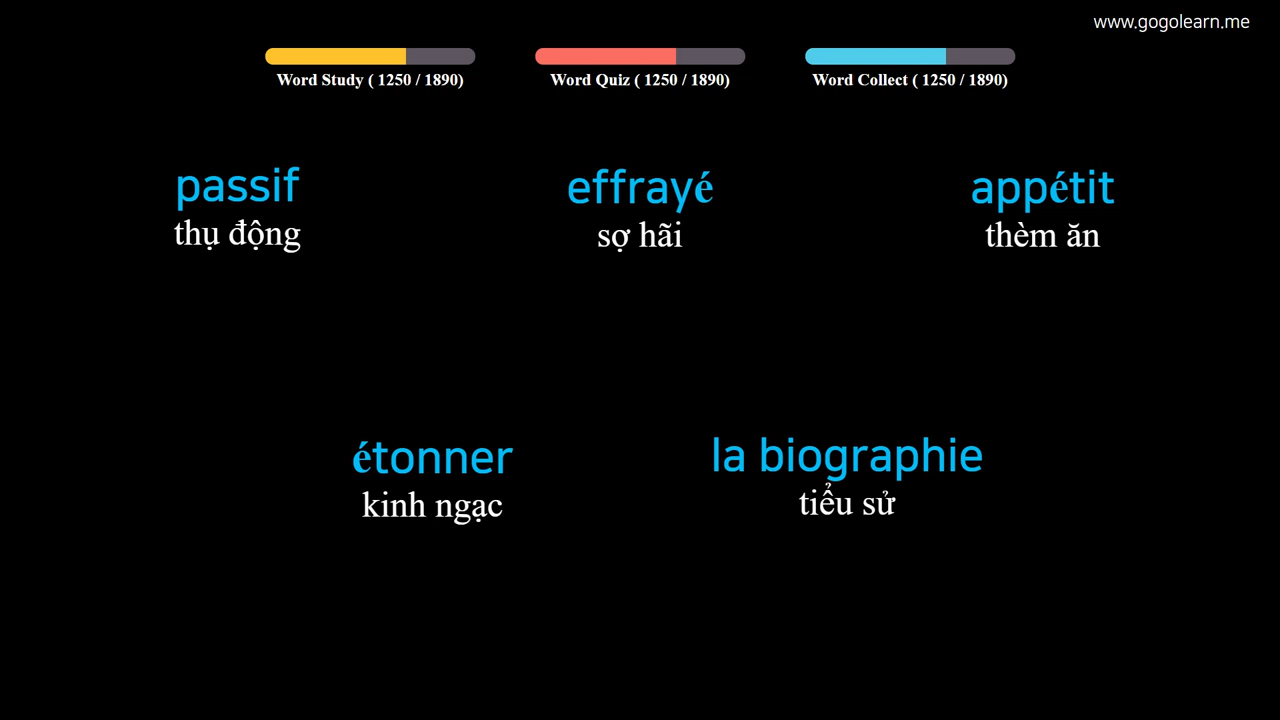 www.gogolearn.me
Word Study ( 1250 / 1890)
Word Quiz ( 1250 / 1890)
Word Collect ( 1250 / 1890)
passif
thụ động
effrayé
sợ hãi
appétit
thèm ăn
étonner
kinh ngạc
la biographie
tiểu sử